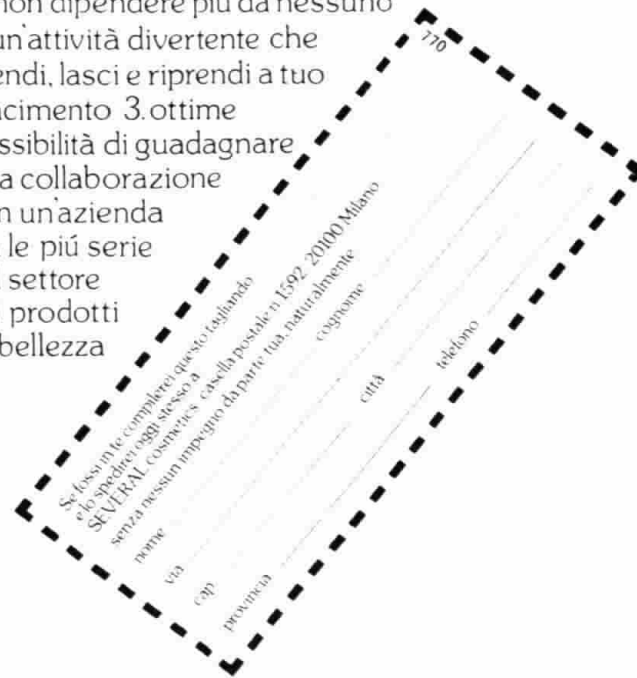 non dipendere più da nessuno
un'attività divertente che
endi, lasci e riprendi a tuo
cimento 3. ottime
ssibilità di guadagnare
a collaborazione
n un'azienda
le piú serie
settore
prodotti
bellezza
770
Se fossi in te compilerei questo tagliando
e lo spedirei oggi stesso a
SEVERAL cosmetics casella postale n. 1592 20100 Milano
senza nessun impegno da parte tua, naturalmente
nome cognome
via
cap. città
provincia telefono